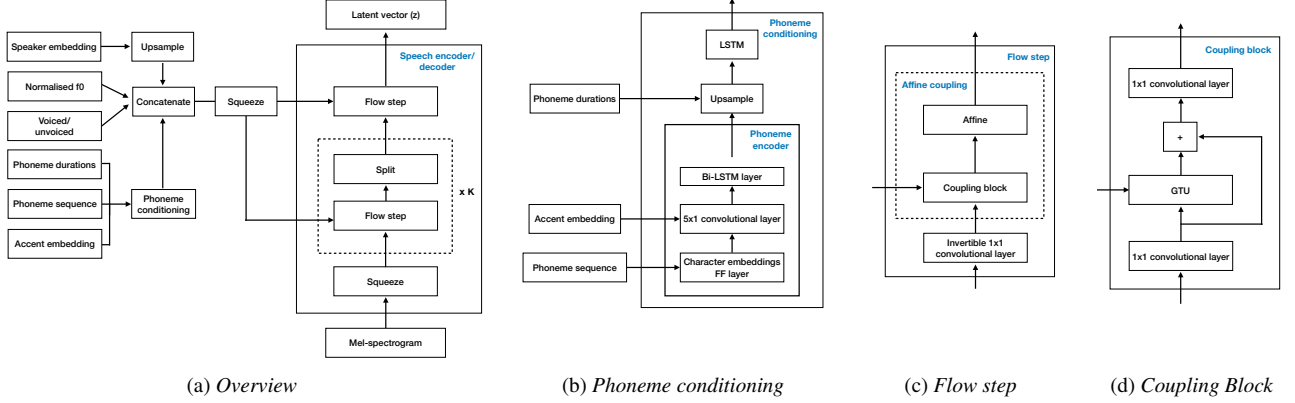 Latent vector (z)
Speaker embedding
Upsample
Normalised f0
Voiced/
unvoiced
Concatenate
Squeeze
Phoneme durations
Phoneme sequence
Accent embedding
Phoneme
conditioning
Speech encoder/
decoder
Flow step
Split
x K
Flow step
Squeeze
Mel-spectrogram
(a) Overview
Phoneme
conditioning
LSTM
Phoneme durations
Upsample
Phoneme
encoder
Bi-LSTM layer
Accent embedding
5x1 convolutional layer
Phoneme sequence
Character embeddings
FF layer
(b) Phoneme conditioning
Flow step
Affine coupling
Affine
Coupling block
Invertible 1x1
convolutional layer
(c) Flow step
Coupling block
1x1 convolutional layer
+
GTU
1x1 convolutional layer
(d) Coupling Block